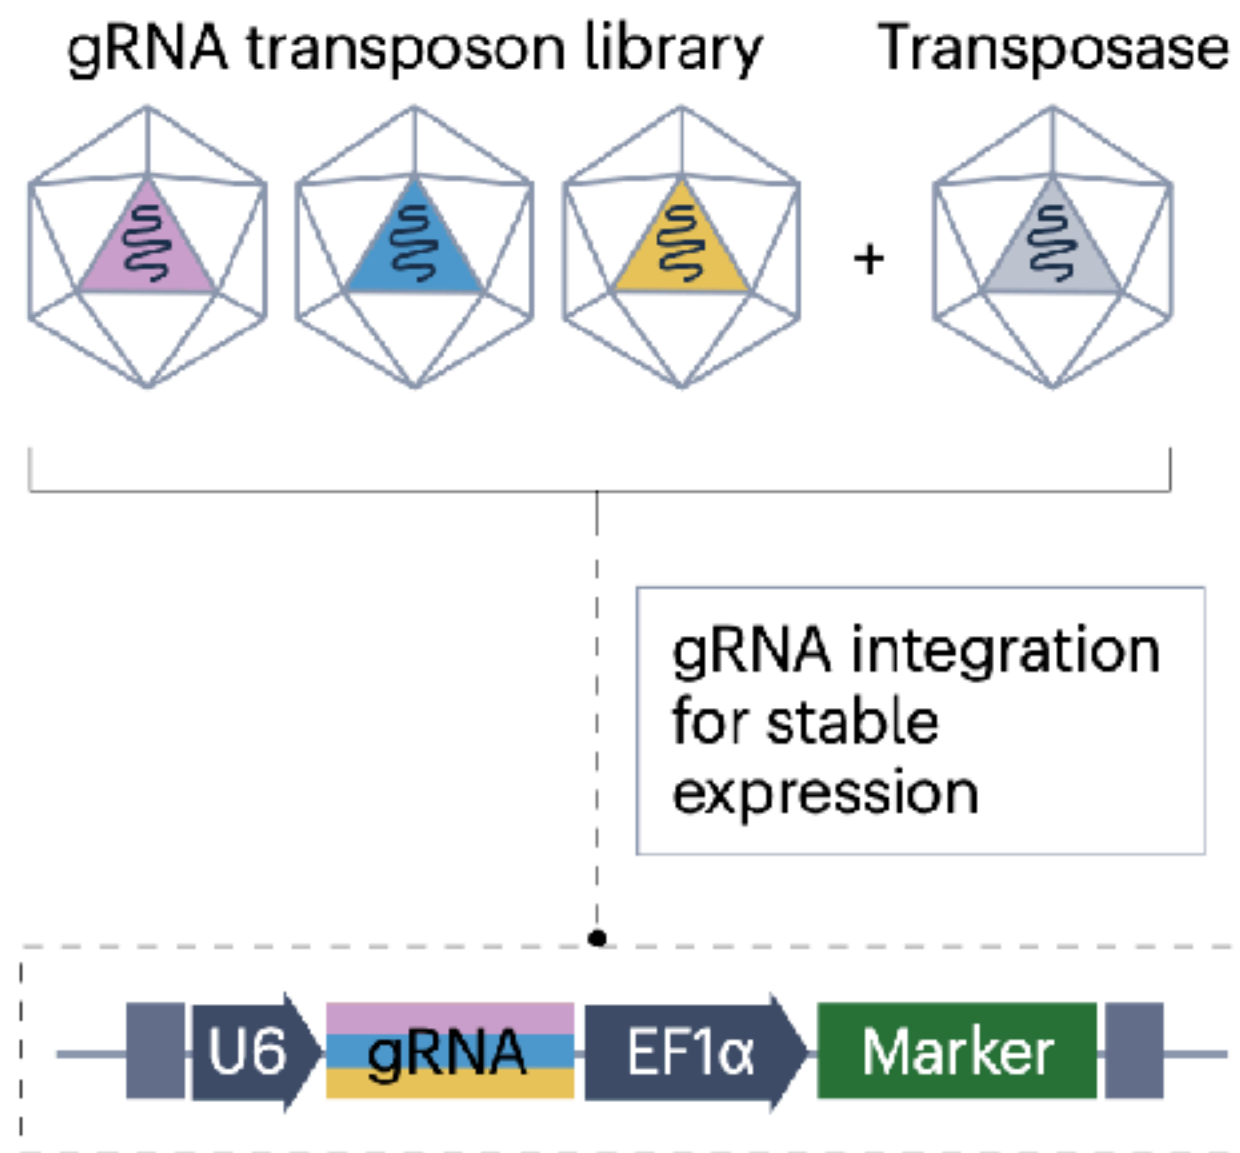 gRNA transposon library
Transposase
+
gRNA integration
for stable
expression
U6
gRNA
EF1α
Marker